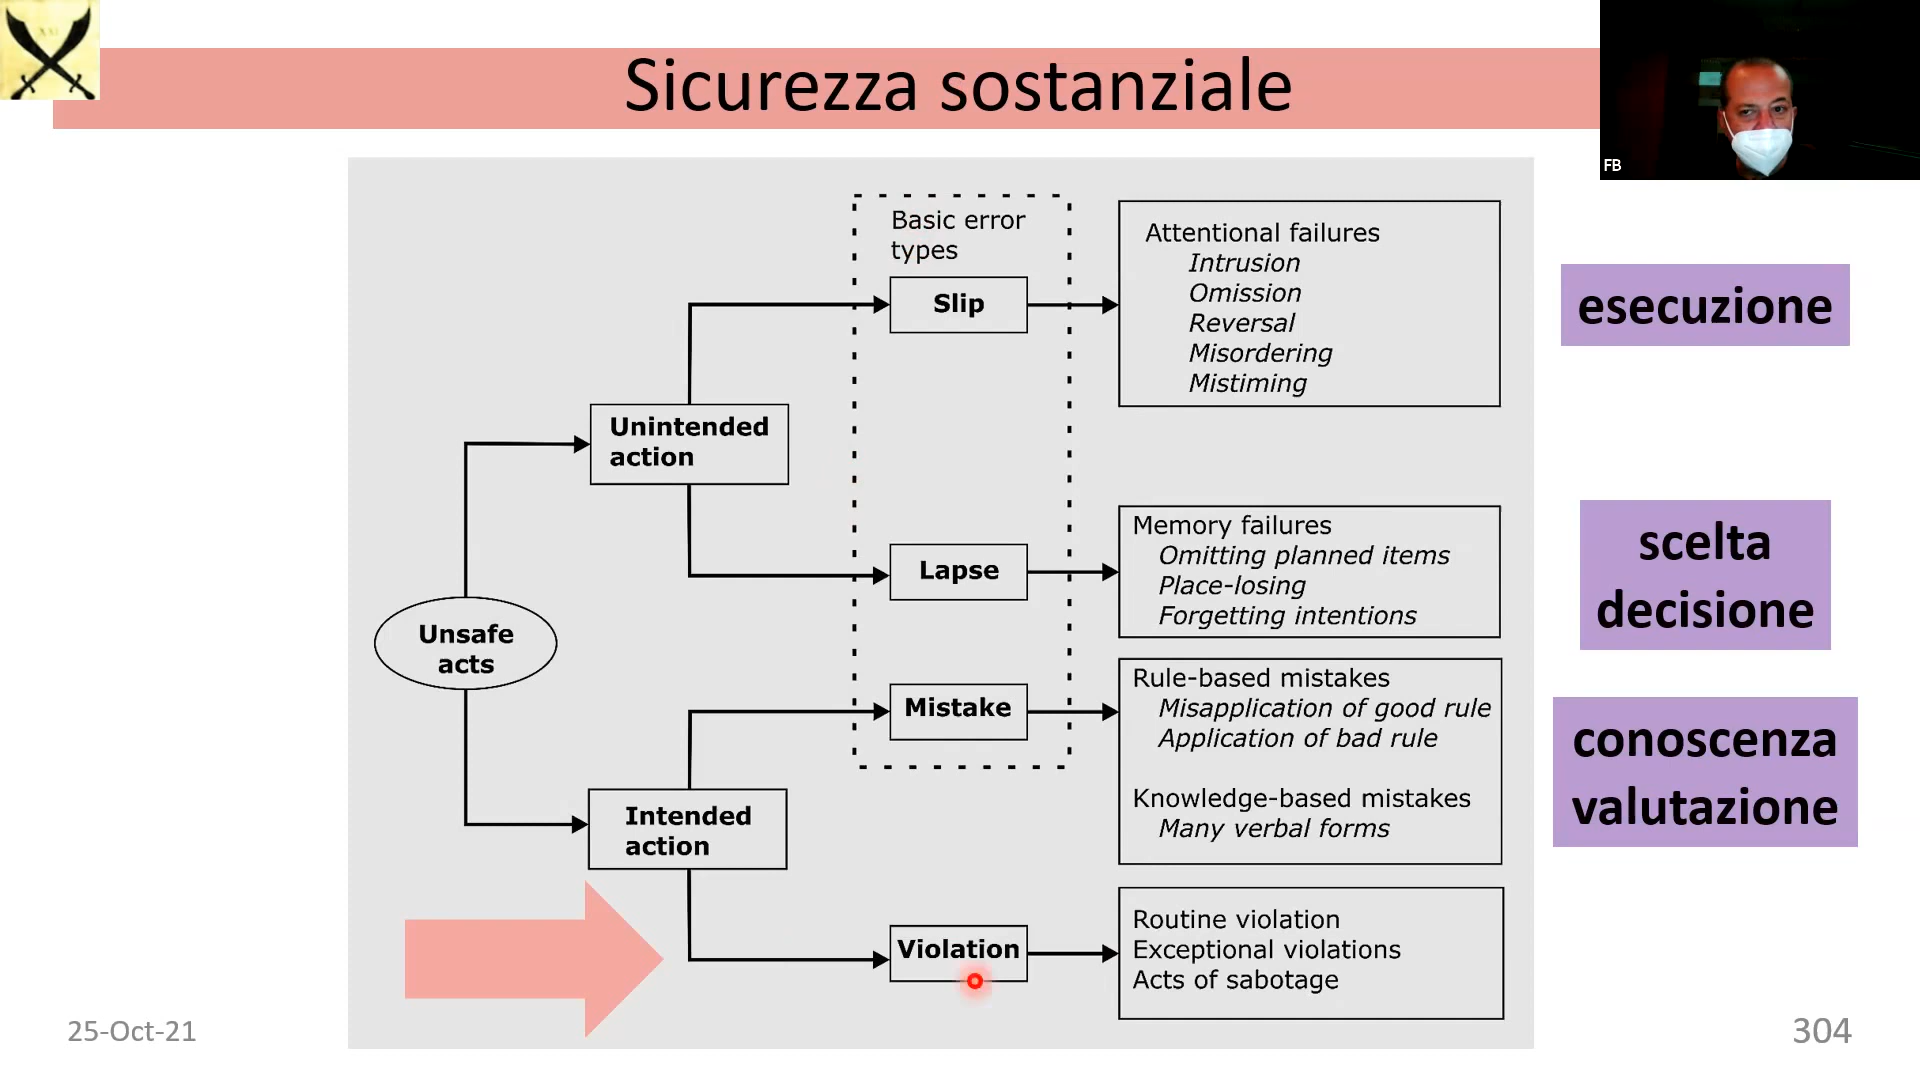 XXI
Sicurezza sostanziale
FB
Basic error
types
Slip
Attentional failures
Intrusion
Omission
Reversal
Misordering
Mistiming
esecuzione
Unintended
action
Lapse
Memory failures
Omitting planned items
Place-losing
Forgetting intentions
scelta
decisione
Unsafe
acts
Mistake
Rule-based mistakes
Misapplication of good rule
Application of bad rule
Knowledge-based mistakes
Many verbal forms
conoscenza
valutazione
Intended
action
Violation
Routine violation
Exceptional violations
Acts of sabotage
25-Oct-21
304